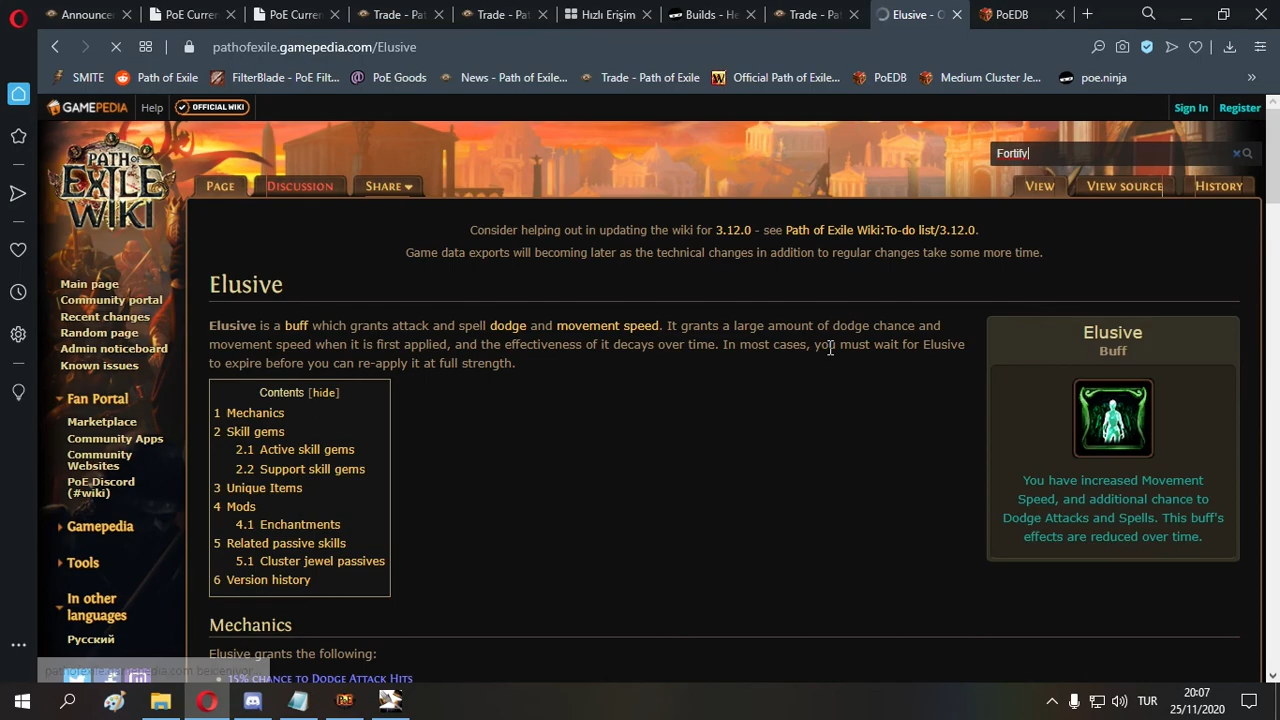 Announcem
PoE Curren
PoE Curren
Trade - Pat
Trade - Pat
Hızlı Erişim
Builds - He
Trade - Pat
Elusive - O
PoEDB
pathofexile.gamepedia.com/Elusive
SMITE
Path of Exile
FilterBlade - PoE Filt...
PoE Goods
News - Path of Exile...
Trade - Path of Exile
Official Path of Exile...
PoEDB
Medium Cluster Je...
poe.ninja
GAMEPEDIA
Help
OFFICIAL WIKI
Sign In
Register
PATH OF EXILE WIKI
Fortify
PAGE
DISCUSSION
SHARE
VIEW
VIEW SOURCE
HISTORY
Consider helping out in updating the wiki for 3.12.0 - see Path of Exile Wiki:To-do list/3.12.0.
Game data exports will becoming later as the technical changes in addition to regular changes take some more time.
Main page
Community portal
Recent changes
Random page
Admin noticeboard
Known issues
Fan Portal
Marketplace
Community Apps
Community
Websites
PoE Discord
(#wiki)
Gamepedia
Tools
In other
languages
Русский
Elusive
Elusive is a buff which grants attack and spell dodge and movement speed. It grants a large amount of dodge chance and
movement speed when it is first applied, and the effectiveness of it decays over time. In most cases, you must wait for Elusive
to expire before you can re-apply it at full strength.
Contents [hide]
1 Mechanics
2 Skill gems
2.1 Active skill gems
2.2 Support skill gems
3 Unique Items
4 Mods
4.1 Enchantments
5 Related passive skills
5.1 Cluster jewel passives
6 Version history
Elusive
Buff
You have increased Movement
Speed, and additional chance to
Dodge Attacks and Spells. This buff's
effects are reduced over time.
Mechanics
Elusive grants the following:
15% CHANCE TO DODGE ATTACK HITS
pathofexile.gamepedia.com bekleniyor...
TUR
20:07
25/11/2020